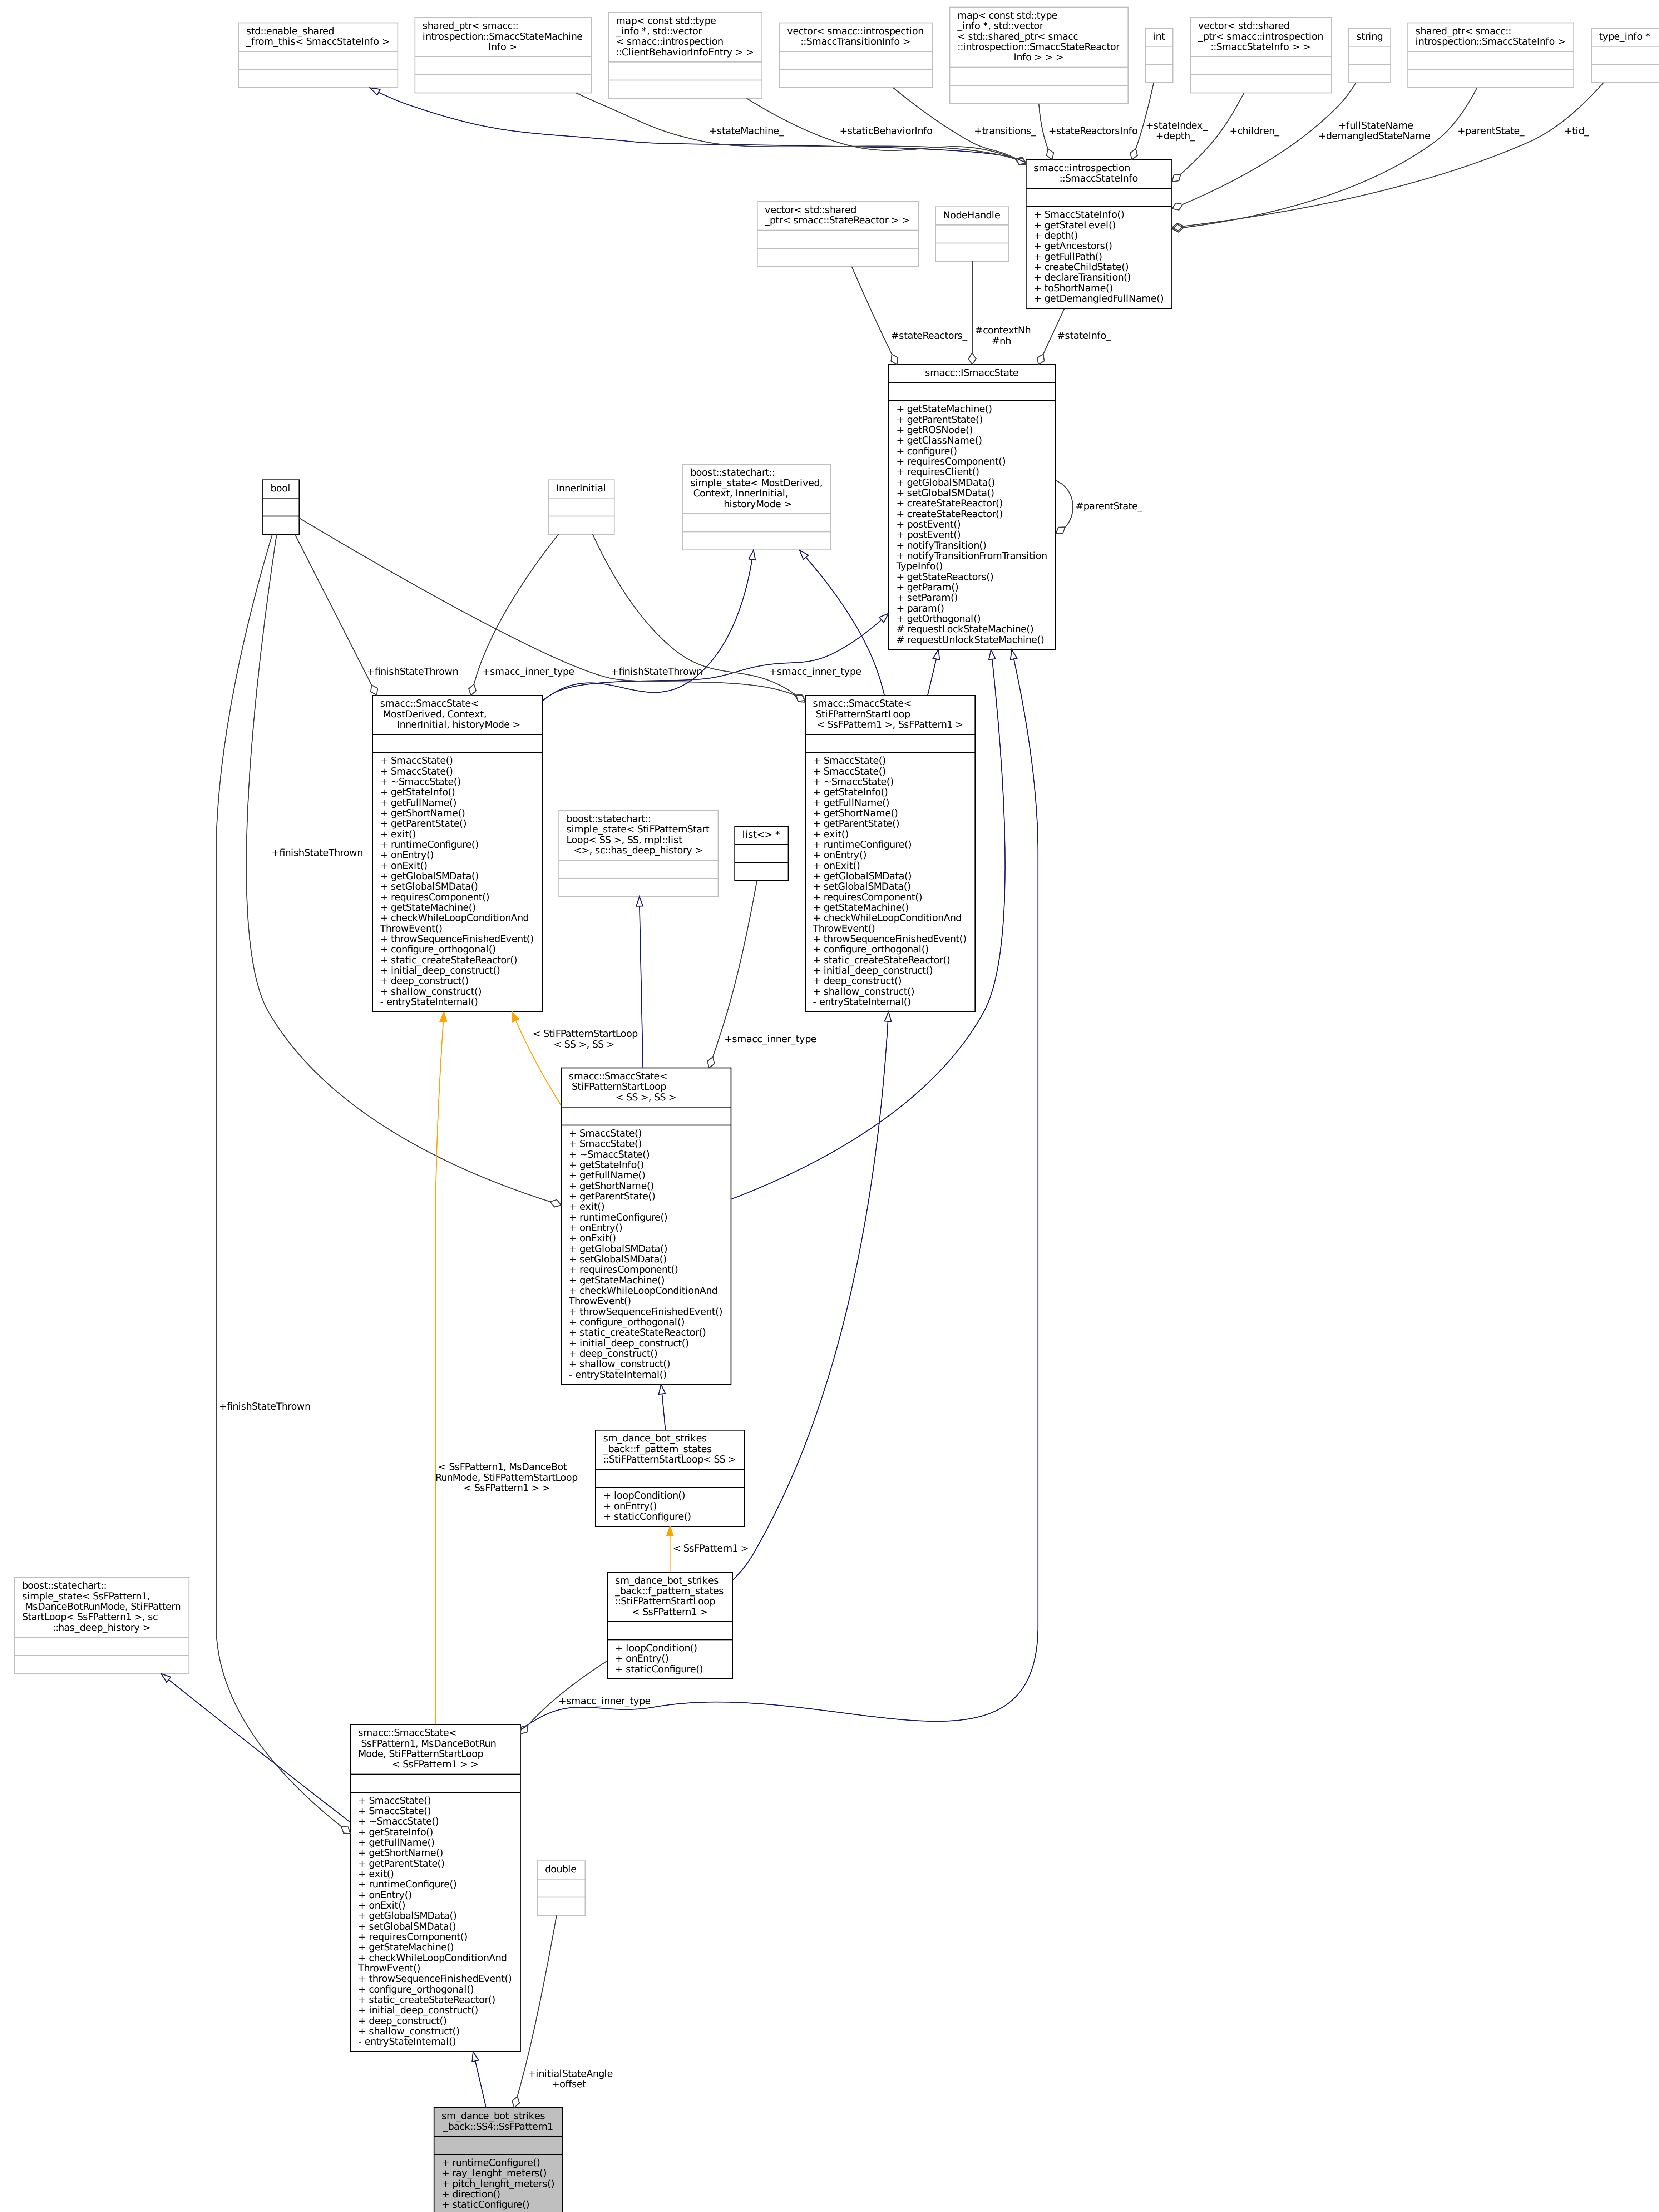 std::enable_shared
_from_this< SmaccStateInfo >
shared_ptr< smacc::
introspection::SmaccStateMachine
Info >
map< const std::type
_info *, std::vector
< smacc::introspection
::ClientBehaviorInfoEntry > >
vector< smacc::introspection
::SmaccTransitionInfo >
map< const std::type
_info *, std::vector
< std::shared_ptr< smacc
::introspection::SmaccStateReactor
Info > > >
int
vector< std::shared
_ptr< smacc::introspection
::SmaccStateInfo > >
string
shared_ptr< smacc::
introspection::SmaccStateInfo >
type_info *
+stateMachine_
+staticBehaviorInfo
+transitions_
+stateReactorsInfo
+stateIndex_
+depth_
+children_
+fullStateName
+demangledStateName
+parentState_
+tid_
smacc::introspection
::SmaccStateInfo
+ SmaccStateInfo()
+ getStateLevel()
+ depth()
+ getAncestors()
+ getFullPath()
+ createChildState()
+ declareTransition()
+ toShortName()
+ getDemangledFullName()
vector< std::shared
_ptr< smacc::StateReactor > >
NodeHandle
#stateReactors_
#contextNh
#nh
#stateInfo_
smacc::ISmaccState
+ getStateMachine()
+ getParentState()
+ getROSNode()
+ getClassName()
+ configure()
+ requiresComponent()
+ requiresClient()
+ getGlobalSMData()
+ setGlobalSMData()
+ createStateReactor()
+ createStateReactor()
+ postEvent()
+ postEvent()
+ notifyTransition()
+ notifyTransitionFromTransition
TypeInfo()
+ getStateReactors()
+ getParam()
+ setParam()
+ param()
+ getOrthogonal()
# requestLockStateMachine()
# requestUnlockStateMachine()
#parentState_
bool
InnerInitial
boost::statechart::
simple_state< MostDerived,
Context, InnerInitial,
historyMode >
+finishStateThrown
+smacc_inner_type
+finishStateThrown
+smacc_inner_type
smacc::SmaccState<
MostDerived, Context,
InnerInitial, historyMode >
+ SmaccState()
+ SmaccState()
+ ~SmaccState()
+ getStateInfo()
+ getFullName()
+ getShortName()
+ getParentState()
+ exit()
+ runtimeConfigure()
+ onEntry()
+ onExit()
+ getGlobalSMData()
+ setGlobalSMData()
+ requiresComponent()
+ getStateMachine()
+ checkWhileLoopConditionAnd
ThrowEvent()
+ throwSequenceFinishedEvent()
+ configure_orthogonal()
+ static_createStateReactor()
+ initial_deep_construct()
+ deep_construct()
+ shallow_construct()
- entryStateInternal()
smacc::SmaccState<
StiFPatternStartLoop
< SsFPattern1 >, SsFPattern1 >
+ SmaccState()
+ SmaccState()
+ ~SmaccState()
+ getStateInfo()
+ getFullName()
+ getShortName()
+ getParentState()
+ exit()
+ runtimeConfigure()
+ onEntry()
+ onExit()
+ getGlobalSMData()
+ setGlobalSMData()
+ requiresComponent()
+ getStateMachine()
+ checkWhileLoopConditionAnd
ThrowEvent()
+ throwSequenceFinishedEvent()
+ configure_orthogonal()
+ static_createStateReactor()
+ initial_deep_construct()
+ deep_construct()
+ shallow_construct()
- entryStateInternal()
+finishStateThrown
boost::statechart::
simple_state< StiFPatternStart
Loop< SS >, SS, mpl::list
<>, sc::has_deep_history >
list<> *
< StiFPatternStartLoop
< SS >, SS >
+smacc_inner_type
smacc::SmaccState<
StiFPatternStartLoop
< SS >, SS >
+ SmaccState()
+ SmaccState()
+ ~SmaccState()
+ getStateInfo()
+ getFullName()
+ getShortName()
+ getParentState()
+ exit()
+ runtimeConfigure()
+ onEntry()
+ onExit()
+ getGlobalSMData()
+ setGlobalSMData()
+ requiresComponent()
+ getStateMachine()
+ checkWhileLoopConditionAnd
ThrowEvent()
+ throwSequenceFinishedEvent()
+ configure_orthogonal()
+ static_createStateReactor()
+ initial_deep_construct()
+ deep_construct()
+ shallow_construct()
- entryStateInternal()
+finishStateThrown
< SsFPattern1, MsDanceBot
RunMode, StiFPatternStartLoop
< SsFPattern1 > >
sm_dance_bot_strikes
_back::f_pattern_states
::StiFPatternStartLoop< SS >
+ loopCondition()
+ onEntry()
+ staticConfigure()
< SsFPattern1 >
sm_dance_bot_strikes
_back::f_pattern_states
::StiFPatternStartLoop
< SsFPattern1 >
+ loopCondition()
+ onEntry()
+ staticConfigure()
boost::statechart::
simple_state< SsFPattern1,
MsDanceBotRunMode, StiFPattern
StartLoop< SsFPattern1 >, sc
::has_deep_history >
+smacc_inner_type
smacc::SmaccState<
SsFPattern1, MsDanceBotRun
Mode, StiFPatternStartLoop
< SsFPattern1 > >
+ SmaccState()
+ SmaccState()
+ ~SmaccState()
+ getStateInfo()
+ getFullName()
+ getShortName()
+ getParentState()
+ exit()
+ runtimeConfigure()
+ onEntry()
+ onExit()
+ getGlobalSMData()
+ setGlobalSMData()
+ requiresComponent()
+ getStateMachine()
+ checkWhileLoopConditionAnd
ThrowEvent()
+ throwSequenceFinishedEvent()
+ configure_orthogonal()
+ static_createStateReactor()
+ initial_deep_construct()
+ deep_construct()
+ shallow_construct()
- entryStateInternal()
double
+initialStateAngle
+offset
sm_dance_bot_strikes
_back::SS4::SsFPattern1
+ runtimeConfigure()
+ ray_lenght_meters()
+ pitch_lenght_meters()
+ direction()
+ staticConfigure()